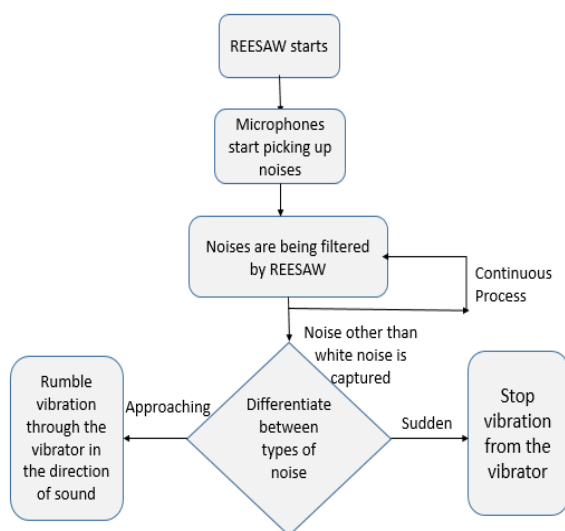 REESAW starts
Microphones
start picking up
noises
Noises are being filtered
by REESAW
Continuous
Process
Noise other than
white noise is
captured
Rumble
vibration
through the
vibrator in
the direction
of sound
Approaching
Differentiate
between
types of
noise
Sudden
Stop
vibration
from the
vibrator